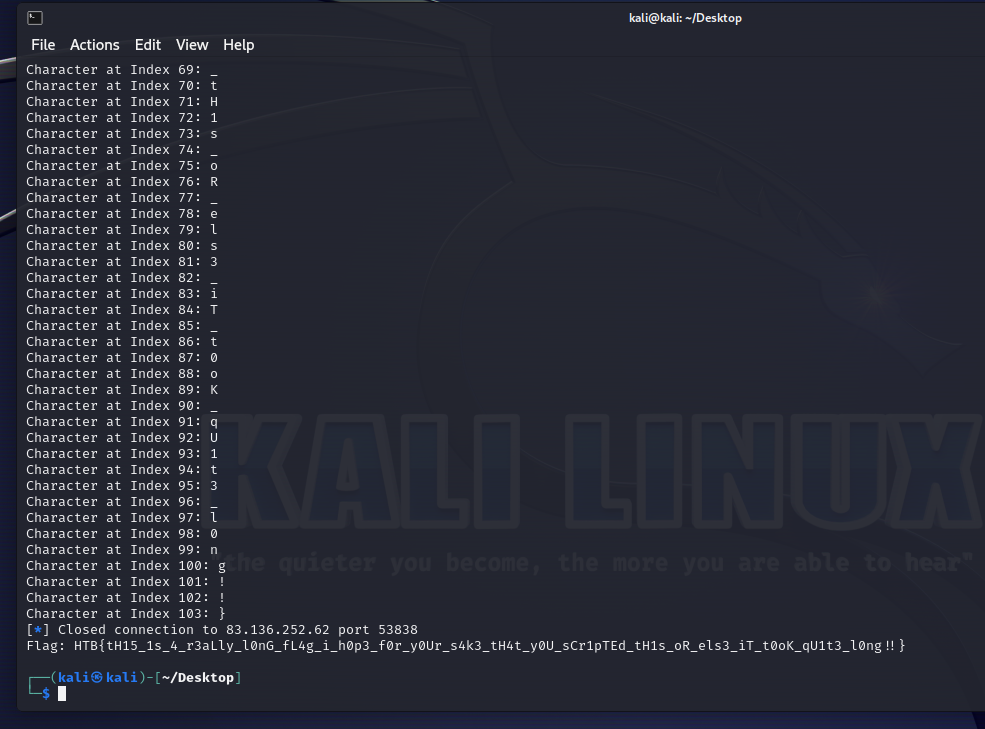 kali@kali: ~/Desktop
File Actions Edit View Help
Character at Index 69: _
Character at Index 70: t
Character at Index 71: H
Character at Index 72: 1
Character at Index 73: s
Character at Index 74: _
Character at Index 75: o
Character at Index 76: R
Character at Index 77: _
Character at Index 78: e
Character at Index 79: l
Character at Index 80: s
Character at Index 81: 3
Character at Index 82: _
Character at Index 83: i
Character at Index 84: T
Character at Index 85: _
Character at Index 86: t
Character at Index 87: 0
Character at Index 88: o
Character at Index 89: K
Character at Index 90: _
Character at Index 91: q
Character at Index 92: U
Character at Index 93: 1
Character at Index 94: t
Character at Index 95: 3
Character at Index 96: _
Character at Index 97: l
Character at Index 98: 0
Character at Index 99: n
Character at Index 100: g
Character at Index 101: !
Character at Index 102: !
Character at Index 103: }
[*] Closed connection to 83.136.252.62 port 53838
Flag: HTB{tH15_1s_4_r3aLly_l0nG_fL4g_i_h0p3_f0r_y0Ur_s4k3_tH4t_y0U_sCr1pTEd_tH1s_oR_els3_iT_t0oK_qU1t3_l0ng!!}
┌──(kali㉿kali)-[~/Desktop]
└─$
KALI LINUX
"the quieter you become, the more you are able to hear"